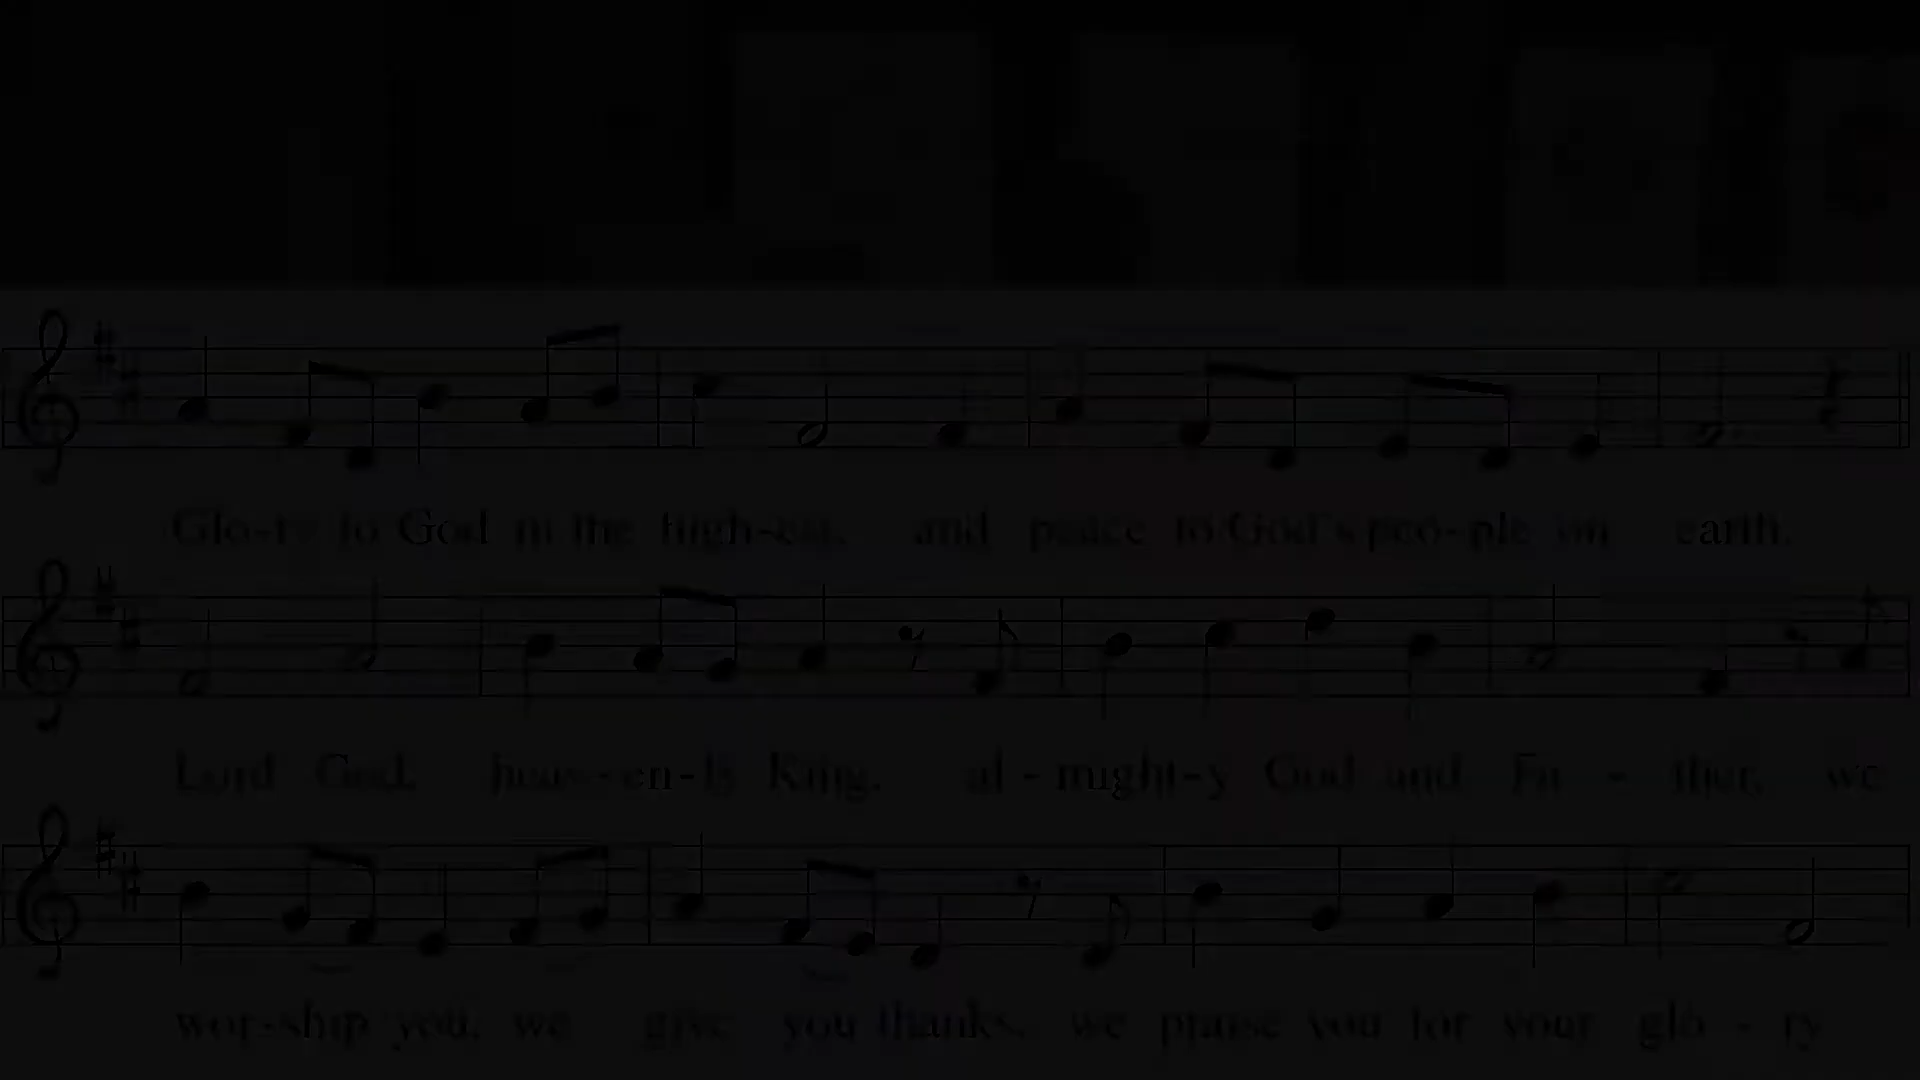 Glo-ry to God in the high-est, and peace to God's peo-ple on earth.
Lord God, heav-en-ly King, al-might-y God and Fa-ther, we
wor-ship you, we give you thanks, we praise you for your glo-ry